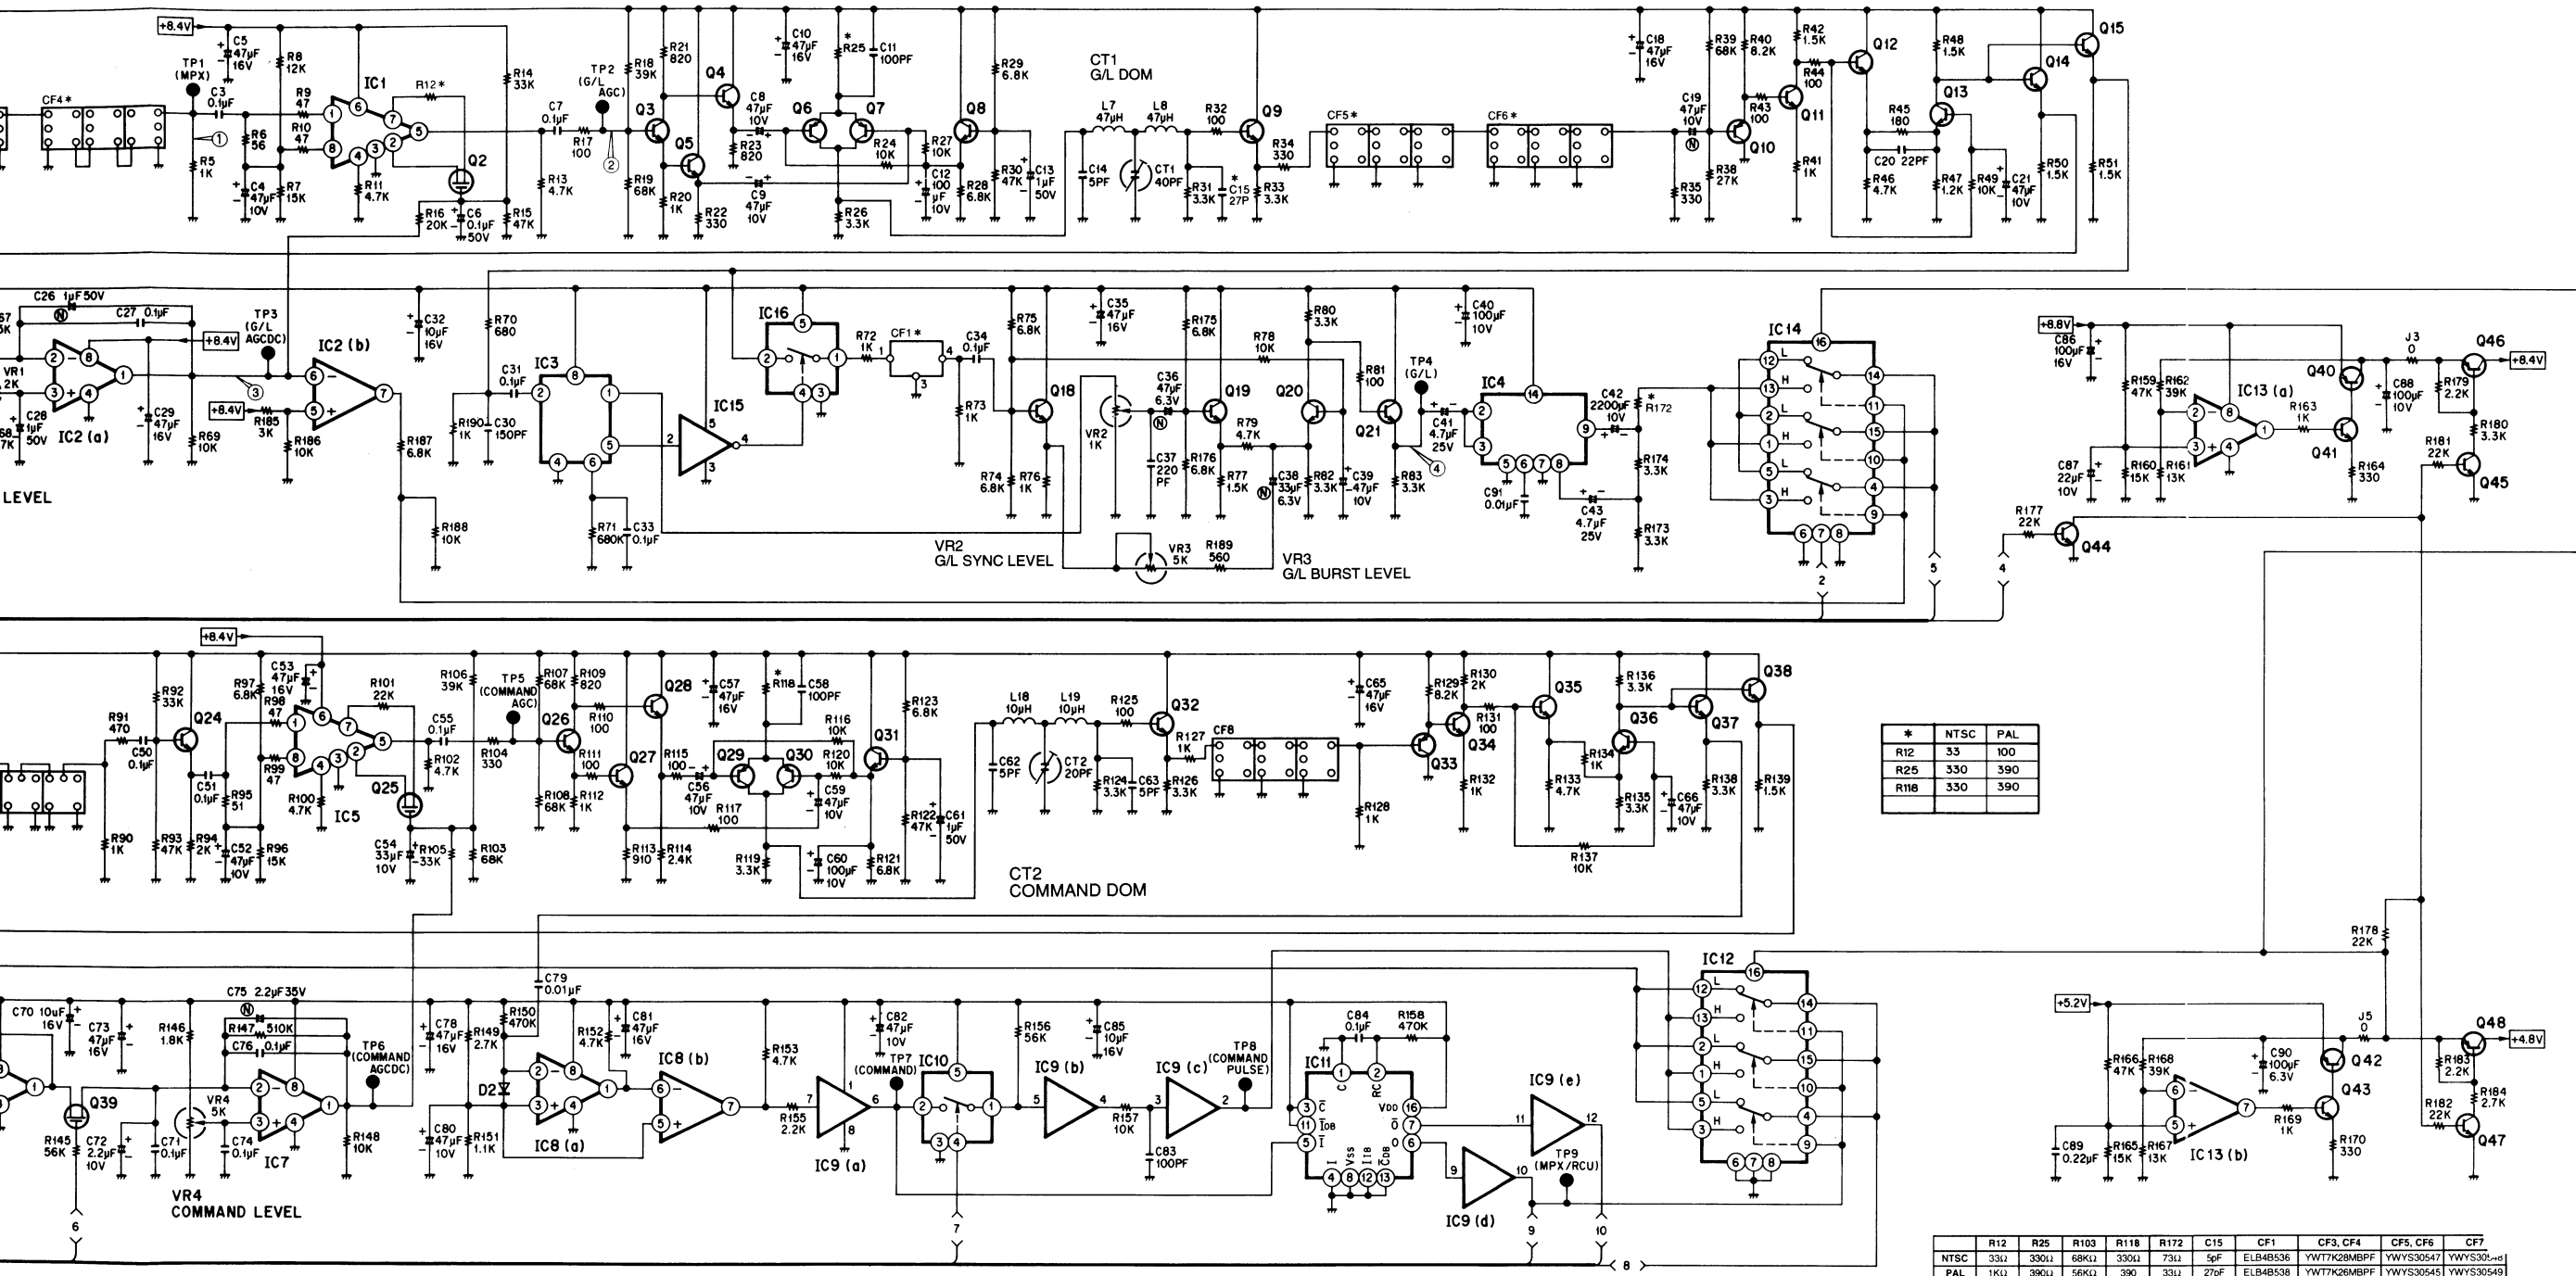 +8.4V
C5
47µF
16V
R8
12K
TP1
(MPX)
CF4*
C3
0.1µF
R9
47
R10
47
R6
56
R5
1K
C4
47µF
10V
R7
15K
IC1
R12*
R11
4.7K
Q2
R14
33K
R16
20K
C6
0.1µF
50V
R15
47K
C7
0.1µF
TP2
(G/L
AGC)
R17
100
R13
4.7K
R18
39K
R19
68K
R21
820
Q3
Q4
Q5
R20
1K
R22
330
R23
820
C8
47µF
10V
C9
47µF
10V
C10
47µF
16V
*
R25
C11
100PF
Q6
Q7
R24
10K
R26
3.3K
R27
10K
C12
100
µF
10V
Q8
R28
6.8K
R29
6.8K
R30
47K
C13
1µF
50V
CT1
G/L DOM
L7
47µH
L8
47µH
C14
5PF
CT1
40PF
R32
100
R31
3.3K
*
C15
27P
Q9
R34
330
R33
3.3K
CF5*
CF6*
C18
47µF
16V
C19
47µF
10V
N
R35
330
R39
68K
R38
27K
R40
8.2K
Q10
R43
100
R42
1.5K
R44
100
Q11
R41
1K
Q12
R45
180
C20 22PF
R46
4.7K
R48
1.5K
Q13
R47
1.2K
R49
10K
C21
47µF
10V
Q14
R50
1.5K
Q15
R51
1.5K
C26 1µF50V
N
C27 0.1µF
VR1
2K
C28
1µF
50V
IC2 (a)
C29
47µF
16V
+8.4V
R69
10K
TP3
(G/L
AGCDC)
IC2 (b)
+8.4V
R185
3K
R186
10K
R187
6.8K
R188
10K
LEVEL
C32
10µF
16V
R70
680
C31
0.1µF
R190
1K
C30
150PF
IC3
R71
680K
C33
0.1µF
IC15
IC16
R72
1K
CF1*
C34
0.1µF
R73
1K
R75
6.8K
R74
6.8K
R76
1K
Q18
C35
47µF
16V
VR2
1K
C36
47µF
6.3V
N
C37
220
PF
R175
6.8K
R176
6.8K
Q19
R79
4.7K
R77
1.5K
R78
10K
C38
33µF
6.3V
N
R80
3.3K
Q20
R82
3.3K
C39
47µF
10V
R81
100
Q21
R83
3.3K
TP4
(G/L)
C41
4.7µF
25V
C40
100µF
10V
IC4
C91
0.01µF
C42
2200µF
10V
C43
4.7µF
25V
*
R172
R174
3.3K
R173
3.3K
VR2
G/L SYNC LEVEL
VR3
5K
R189
560
VR3
G/L BURST LEVEL
IC14
L
H
L
H
L
H
2
5
4
+8.8V
C86
100µF
16V
C87
22µF
10V
R159
47K
R162
39K
R160
15K
R161
13K
IC13 (a)
R163
1K
Q40
Q41
R164
330
C88
100µF
10V
J3
0
R179
2.2K
Q46
+8.4V
R180
3.3K
R181
22K
Q45
R177
22K
Q44
+8.4V
R91
470
C50
0.1µF
R90
1K
R92
33K
R93
47K
Q24
R94
2K
C51
0.1µF
R95
51
C52
47µF
10V
R97
6.8K
R98
47
R99
47
R96
15K
C53
47µF
16V
IC5
R100
4.7K
R101
22K
Q25
C54
33µF
10V
R105
33K
R106
39K
R103
68K
C55
0.1µF
R102
4.7K
R104
330
TP5
(COMMAND
AGC)
R107
68K
R108
68K
R109
820
Q26
R110
100
R111
100
R112
1K
Q27
R113
910
Q28
R115
100
R114
2.4K
C56
47µF
10V
R117
100
C57
47µF
16V
*
R118
C58
100PF
Q29
Q30
R116
10K
R120
10K
C59
47µF
10V
R119
3.3K
C60
100µF
10V
Q31
R121
6.8K
R123
6.8K
R122
47K
C61
1µF
50V
L18
10µH
L19
10µH
C62
5PF
CT2
20PF
R125
100
R124
3.3K
C63
5PF
Q32
R127
1K
R126
3.3K
CF8
CT2
COMMAND DOM
C65
47µF
16V
R128
1K
R129
8.2K
Q33
R130
2K
Q34
R131
100
R132
1K
Q35
R134
1K
R133
4.7K
R136
3.3K
Q36
R135
3.3K
C66
47µF
10V
R137
10K
Q37
R138
3.3K
Q38
R139
1.5K
* NTSC PAL
R12 33 100
R25 330 390
R118 330 390
C70 10uF
16V
C73
47µF
16V
Q39
R145
56K
C72
2.2µF
10V
C71
0.1µF
R146
1.8K
VR4
5K
C74
0.1µF
C75 2.2µF35V
N
R147 510K
C76 0.1µF
IC7
R148
10K
TP6
(COMMAND
AGCDC)
VR4
COMMAND LEVEL
6
C78
47µF
16V
R149
2.7K
R150
470K
C79
0.01µF
D2
C80
47µF
10V
R151
1.1K
IC8 (a)
R152
4.7K
C81
47µF
16V
IC8 (b)
R153
4.7K
R155
2.2K
IC9 (a)
C82
47µF
10V
TP7
(COMMAND)
IC10
R156
56K
IC9 (b)
C85
10µF
16V
R157
10K
C83
100PF
IC9 (c)
TP8
(COMMAND
PULSE)
7
C84
0.1µF
R158
470K
IC11
IC9 (e)
IC9 (d)
TP9
(MPX/RCU)
9
10
8
IC12
L
H
L
H
L
H
R178
22K
+5.2V
R166
47K
R168
39K
C89
0.22µF
R165
15K
R167
13K
IC13 (b)
R169
1K
C90
100µF
6.3V
Q42
Q43
R170
330
J5
0
R183
2.2K
Q48
+4.8V
R184
2.7K
R182
22K
Q47
R12 R25 R103 R118 R172 C15 CF1 CF3, CF4 CF5, CF6 CF7
NTSC 33Ω 330Ω 68KΩ 330Ω 73Ω 5pF ELB4B536 YWT7K28MBPF YWYS30547
PAL 1KΩ 390Ω 56KΩ 390 33Ω 27pF ELB4B538 YWT7K26MBPF YWYS30545 YWYS30549